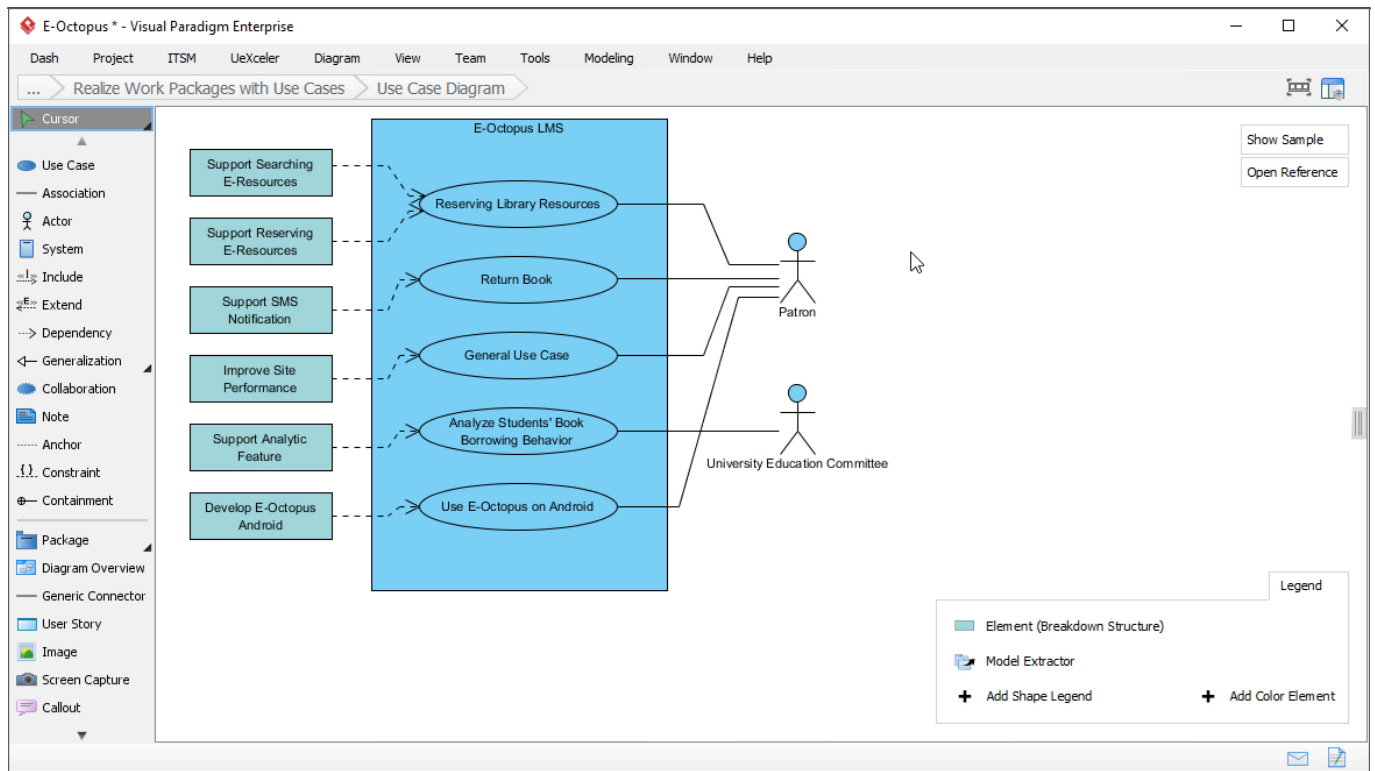 E-Octopus * - Visual Paradigm Enterprise
Dash Project ITSM UeXceler Diagram View Team Tools Modeling Window Help
... Realize Work Packages with Use Cases Use Case Diagram
Cursor
Use Case
Association
Actor
System
Include
Extend
Dependency
Generalization
Collaboration
Note
Anchor
Constraint
Containment
Package
Diagram Overview
Generic Connector
User Story
Image
Screen Capture
Callout
E-Octopus LMS
Support Searching
E-Resources
Support Reserving
E-Resources
Support SMS
Notification
Improve Site
Performance
Support Analytic
Feature
Develop E-Octopus
Android
Reserving Library Resources
Return Book
General Use Case
Analyze Students' Book
Borrowing Behavior
Use E-Octopus on Android
Patron
University Education Committee
Show Sample
Open Reference
Legend
Element (Breakdown Structure)
Model Extractor
Add Shape Legend
Add Color Element